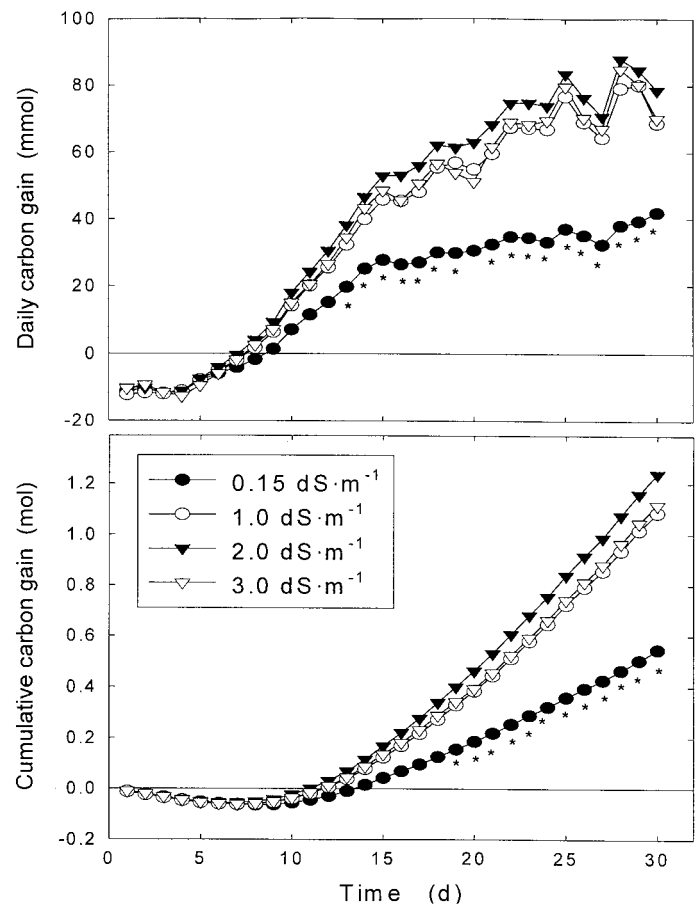 100
80
60
40
20
0
-20
Daily carbon gain (mmol)
* * * * * * * * * * * * * * * *
0.15 dS·m⁻¹
1.0 dS·m⁻¹
2.0 dS·m⁻¹
3.0 dS·m⁻¹
1.2
1.0
0.8
0.6
0.4
0.2
0.0
-0.2
Cumulative carbon gain (mol)
* * * * * * * * * * * *
0 5 10 15 20 25 30
Time (d)